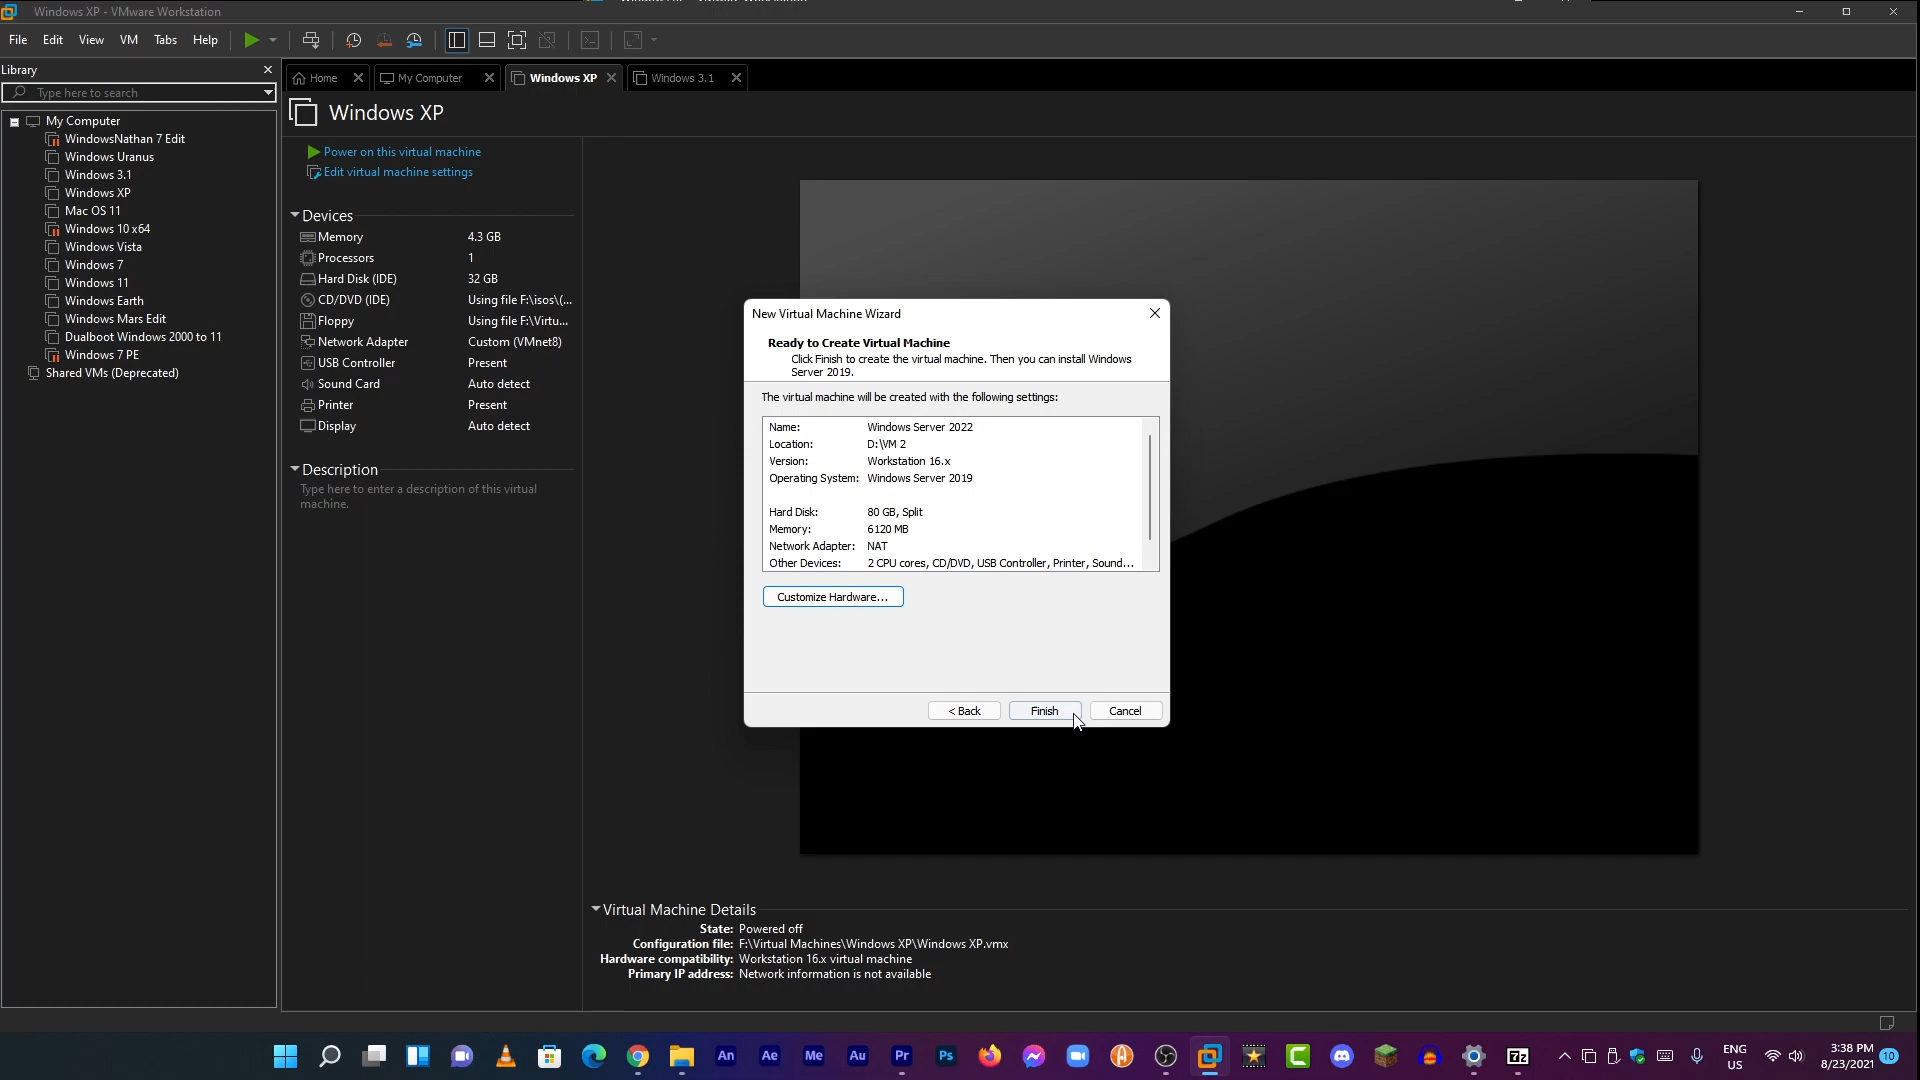 Windows XP - VMware Workstation
File Edit View VM Tabs Help
Library
Type here to search
My Computer
WindowsNathan 7 Edit
Windows Uranus
Windows 3.1
Windows XP
Mac OS 11
Windows 10 x64
Windows Vista
Windows 7
Windows 11
Windows Earth
Windows Mars Edit
Dualboot Windows 2000 to 11
Windows 7 PE
Shared VMs (Deprecated)
Home My Computer Windows XP Windows 3.1
Windows XP
Power on this virtual machine
Edit virtual machine settings
Devices
Memory 4.3 GB
Processors 1
Hard Disk (IDE) 32 GB
CD/DVD (IDE) Using file F:\isos\(...
Floppy Using file F:\Virtu...
Network Adapter Custom (VMnet8)
USB Controller Present
Sound Card Auto detect
Printer Present
Display Auto detect
Description
Type here to enter a description of this virtual
machine.
New Virtual Machine Wizard
Ready to Create Virtual Machine
Click Finish to create the virtual machine. Then you can install Windows
Server 2019.
The virtual machine will be created with the following settings:
Name: Windows Server 2022
Location: D:\VM 2
Version: Workstation 16.x
Operating System: Windows Server 2019
Hard Disk: 80 GB, Split
Memory: 6120 MB
Network Adapter: NAT
Other Devices: 2 CPU cores, CD/DVD, USB Controller, Printer, Sound...
Customize Hardware...
< Back Finish Cancel
Virtual Machine Details
State: Powered off
Configuration file: F:\Virtual Machines\Windows XP\Windows XP.vmx
Hardware compatibility: Workstation 16.x virtual machine
Primary IP address: Network information is not available
An Ae Me Au Pr Ps 7z
ENG
US
3:38 PM
8/23/2021
10